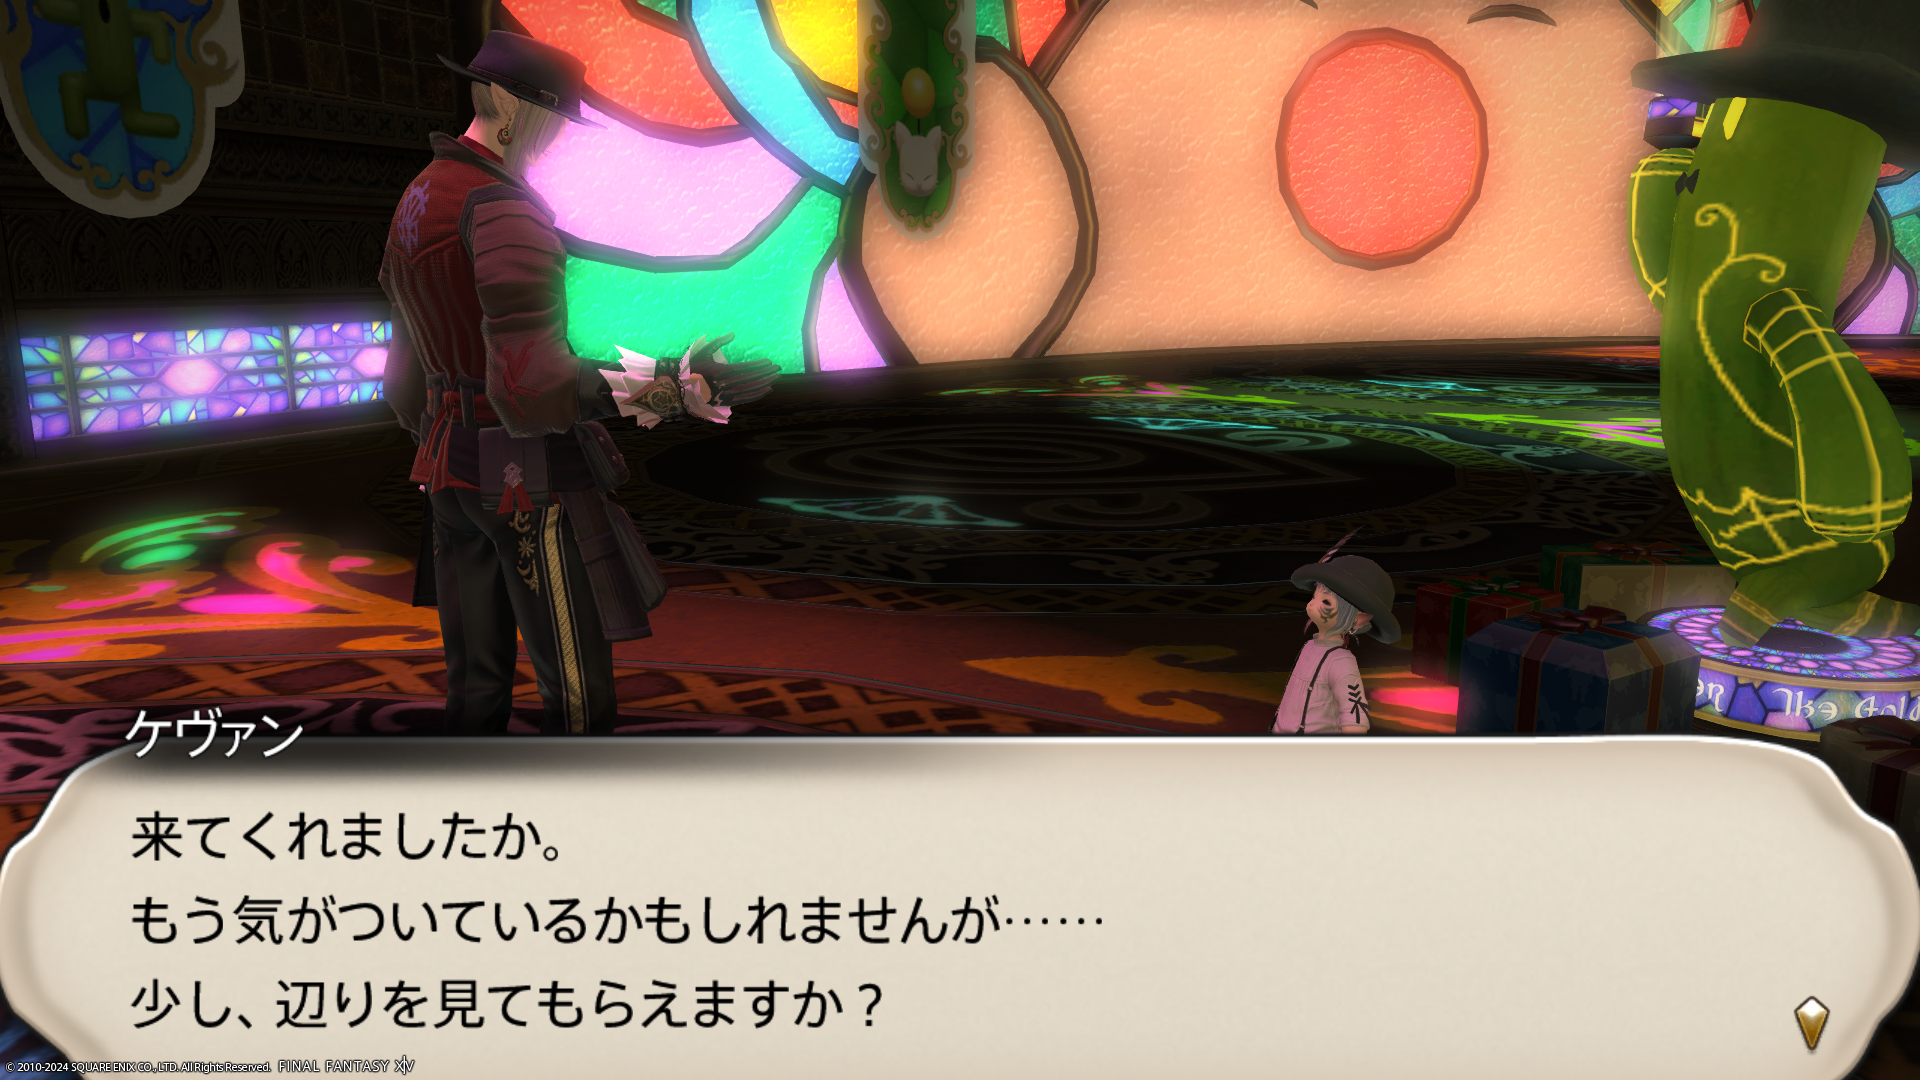 ケヴァン
来てくれましたか。
もう気がついているかもしれませんが……
少し、辺りを見てもらえますか？
The Gold
© 2010-2024 SQUARE ENIX CO., LTD. All Rights Reserved. FINAL FANTASY XIV